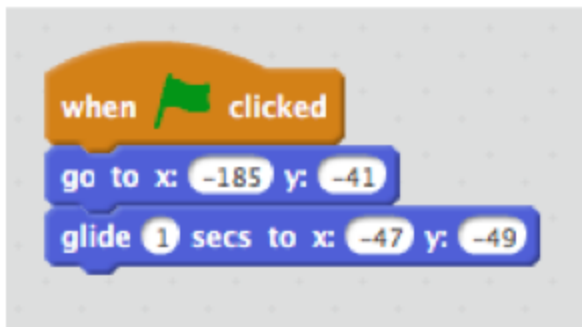 when clicked
go to x: -185 y: -41
glide 1 secs to x: -47 y: -49